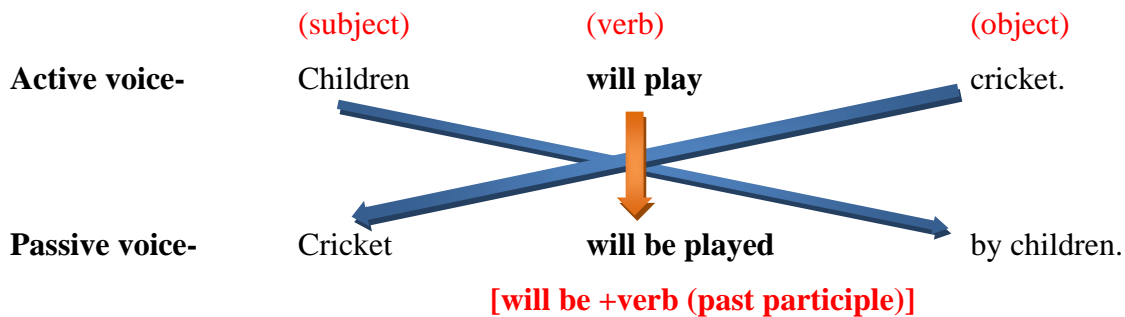 (subject) (verb) (object)
Active voice- Children will play cricket.
Passive voice- Cricket will be played by children.
[will be +verb (past participle)]